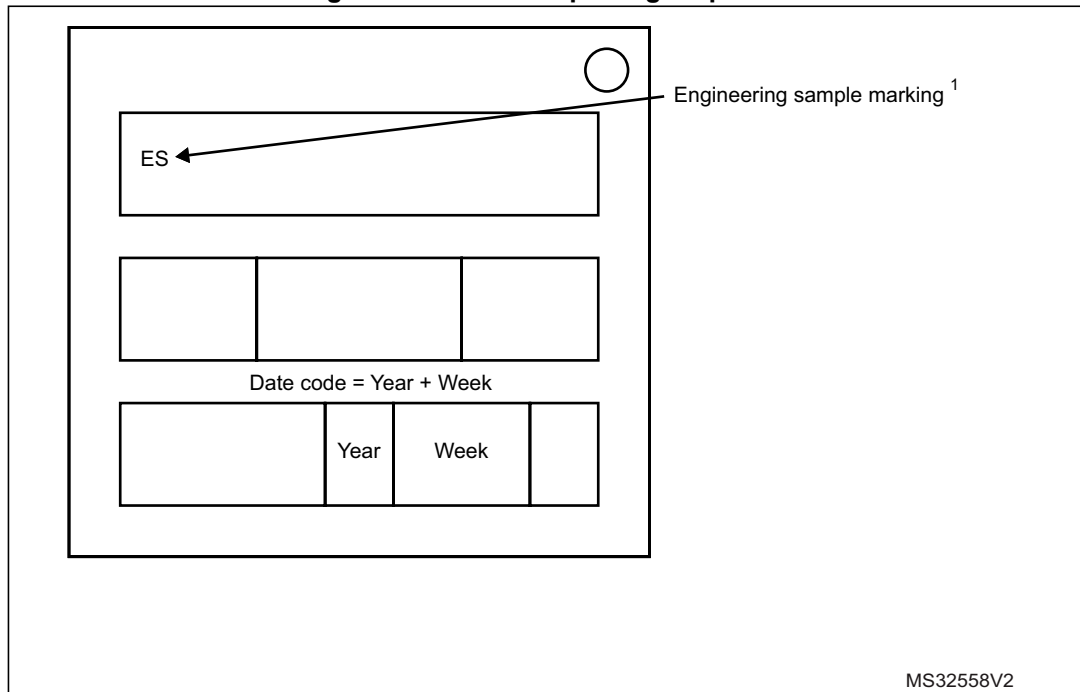 Engineering sample marking 1
ES
Date code = Year + Week
Year Week
MS32558V2